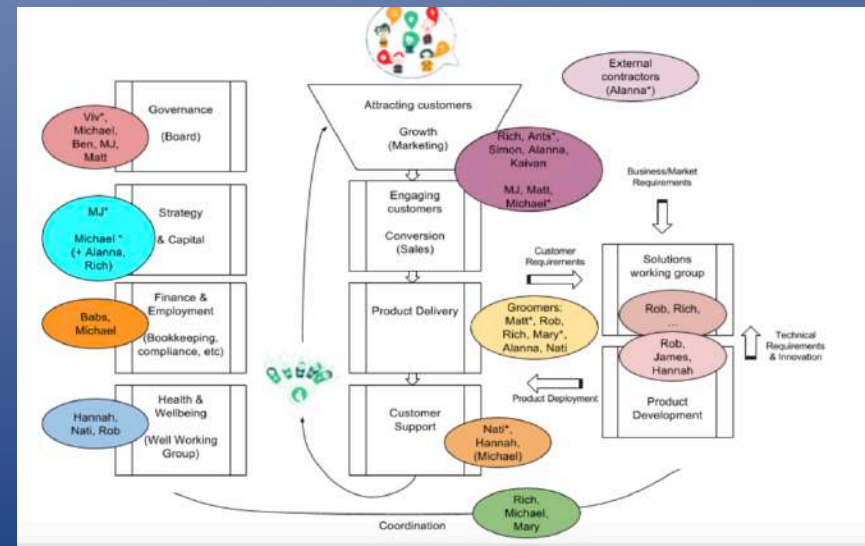 External
contractors
(Alanna*)
Governance
(Board)
Viv*,
Michael,
Ben, MJ,
Matt
Attracting customers
Growth
(Marketing)
Rich, Ants*,
Simon, Alanna,
Kaivan
MJ, Matt,
Michael*
Business/Market
Requirements
MJ*
Michael *
(+ Alanna,
Rich)
Strategy
& Capital
Engaging
customers
Conversion
(Sales)
Customer
Requirements
Solutions
working group
Rob, Rich,
...
Finance &
Employment
(Bookkeeping,
compliance, etc)
Babs,
Michael
Product Delivery
Groomers:
Matt*, Rob,
Rich, Mary*,
Alanna, Nati
Rob,
James,
Hannah
Technical
Requirements
& Innovation
Product Deployment
Product
Development
Health &
Wellbeing
(Well Working
Group)
Hannah,
Nati, Rob
Customer
Support
Nati*,
Hannah,
(Michael)
Coordination
Rich,
Michael,
Mary